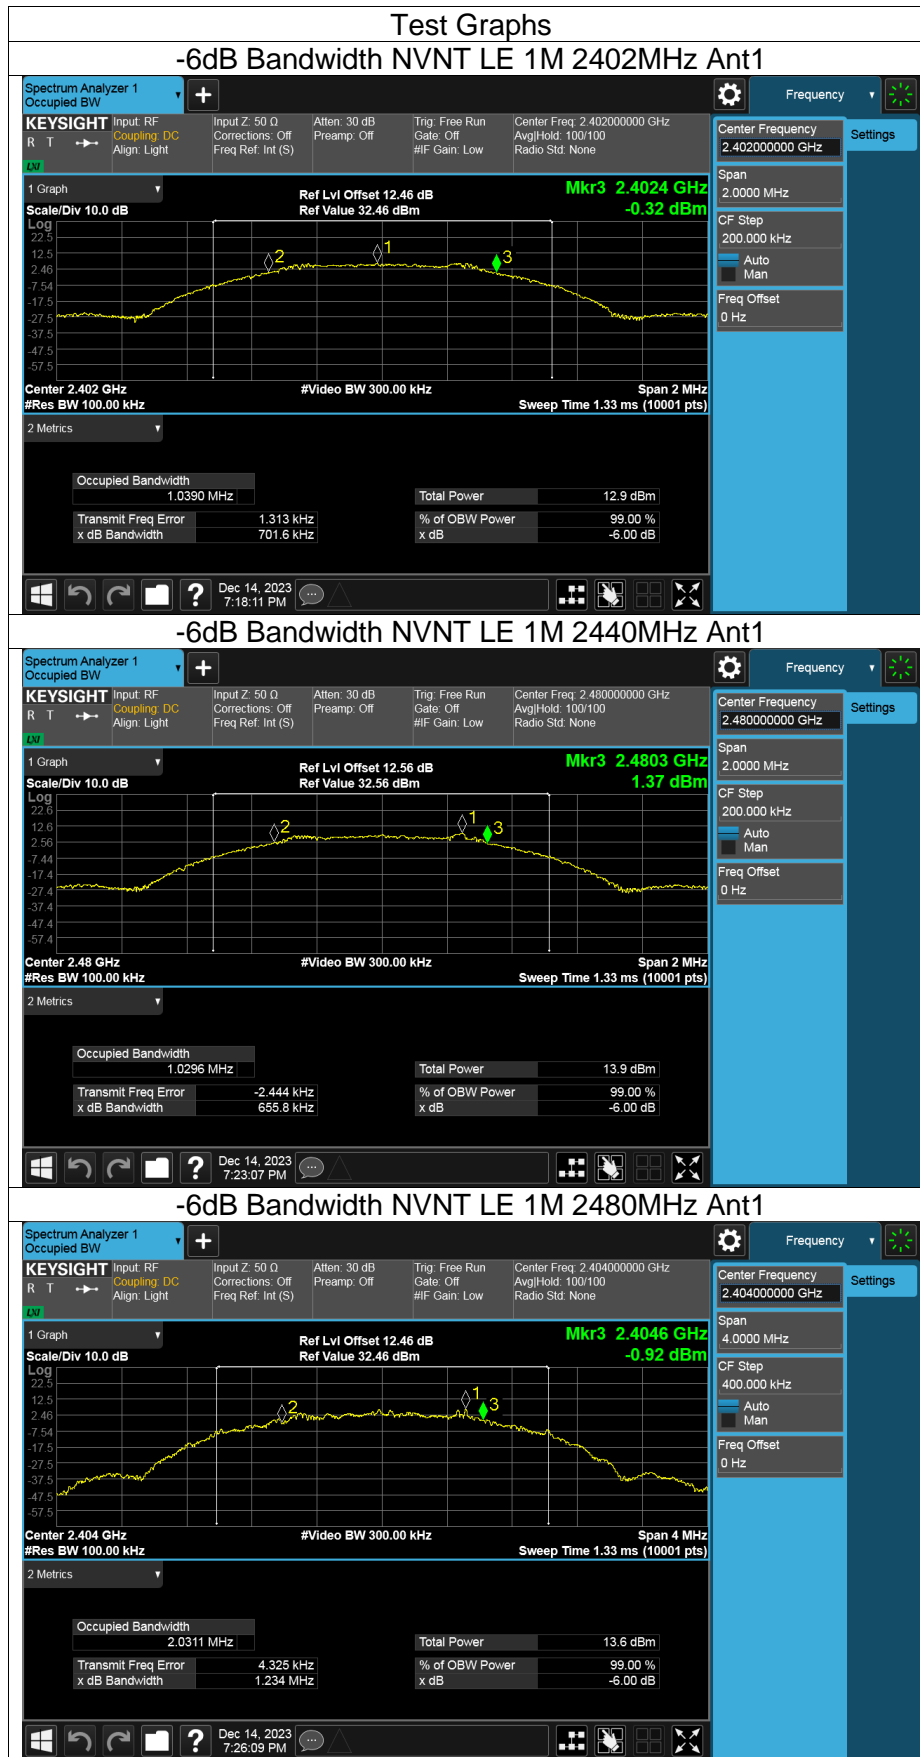 Test Graphs
-6dB Bandwidth NVNT LE 1M 2402MHz Ant1
Spectrum Analyzer 1
Occupied BW
Frequency
KEYSIGHT
R T
LXI
Input: RF
Coupling: DC
Align: Light
Input Z: 50 Ω
Corrections: Off
Freq Ref: Int (S)
Atten: 30 dB
Preamp: Off
Trig: Free Run
Gate: Off
#IF Gain: Low
Center Freq: 2.402000000 GHz
Avg|Hold: 100/100
Radio Std: None
Center Frequency
2.402000000 GHz
Settings
Span
2.0000 MHz
CF Step
200.000 kHz
Auto
Man
Freq Offset
0 Hz
1 Graph
Scale/Div 10.0 dB
Ref Lvl Offset 12.46 dB
Ref Value 32.46 dBm
Mkr3 2.4024 GHz
-0.32 dBm
Log
22.5
12.5
2.46
-7.54
-17.5
-27.5
-37.5
-47.5
-57.5
2
1
3
Center 2.402 GHz
#Video BW 300.00 kHz
Span 2 MHz
#Res BW 100.00 kHz
Sweep Time 1.33 ms (10001 pts)
2 Metrics
Occupied Bandwidth
1.0390 MHz
Total Power 12.9 dBm
Transmit Freq Error 1.313 kHz
% of OBW Power 99.00 %
x dB Bandwidth 701.6 kHz
x dB -6.00 dB
?
Dec 14, 2023
7:18:11 PM
-6dB Bandwidth NVNT LE 1M 2440MHz Ant1
Spectrum Analyzer 1
Occupied BW
Frequency
KEYSIGHT
R T
LXI
Input: RF
Coupling: DC
Align: Light
Input Z: 50 Ω
Corrections: Off
Freq Ref: Int (S)
Atten: 30 dB
Preamp: Off
Trig: Free Run
Gate: Off
#IF Gain: Low
Center Freq: 2.480000000 GHz
Avg|Hold: 100/100
Radio Std: None
Center Frequency
2.480000000 GHz
Settings
Span
2.0000 MHz
CF Step
200.000 kHz
Auto
Man
Freq Offset
0 Hz
1 Graph
Scale/Div 10.0 dB
Ref Lvl Offset 12.56 dB
Ref Value 32.56 dBm
Mkr3 2.4803 GHz
1.37 dBm
Log
22.6
12.6
2.56
-7.44
-17.4
-27.4
-37.4
-47.4
-57.4
2
1
3
Center 2.48 GHz
#Video BW 300.00 kHz
Span 2 MHz
#Res BW 100.00 kHz
Sweep Time 1.33 ms (10001 pts)
2 Metrics
Occupied Bandwidth
1.0296 MHz
Total Power 13.9 dBm
Transmit Freq Error -2.444 kHz
% of OBW Power 99.00 %
x dB Bandwidth 655.8 kHz
x dB -6.00 dB
?
Dec 14, 2023
7:23:07 PM
-6dB Bandwidth NVNT LE 1M 2480MHz Ant1
Spectrum Analyzer 1
Occupied BW
Frequency
KEYSIGHT
R T
LXI
Input: RF
Coupling: DC
Align: Light
Input Z: 50 Ω
Corrections: Off
Freq Ref: Int (S)
Atten: 30 dB
Preamp: Off
Trig: Free Run
Gate: Off
#IF Gain: Low
Center Freq: 2.404000000 GHz
Avg|Hold: 100/100
Radio Std: None
Center Frequency
2.404000000 GHz
Settings
Span
4.0000 MHz
CF Step
400.000 kHz
Auto
Man
Freq Offset
0 Hz
1 Graph
Scale/Div 10.0 dB
Ref Lvl Offset 12.46 dB
Ref Value 32.46 dBm
Mkr3 2.4046 GHz
-0.92 dBm
Log
22.5
12.5
2.46
-7.54
-17.5
-27.5
-37.5
-47.5
-57.5
2
1
3
Center 2.404 GHz
#Video BW 300.00 kHz
Span 4 MHz
#Res BW 100.00 kHz
Sweep Time 1.33 ms (10001 pts)
2 Metrics
Occupied Bandwidth
2.0311 MHz
Total Power 13.6 dBm
Transmit Freq Error 4.325 kHz
% of OBW Power 99.00 %
x dB Bandwidth 1.234 MHz
x dB -6.00 dB
?
Dec 14, 2023
7:26:09 PM